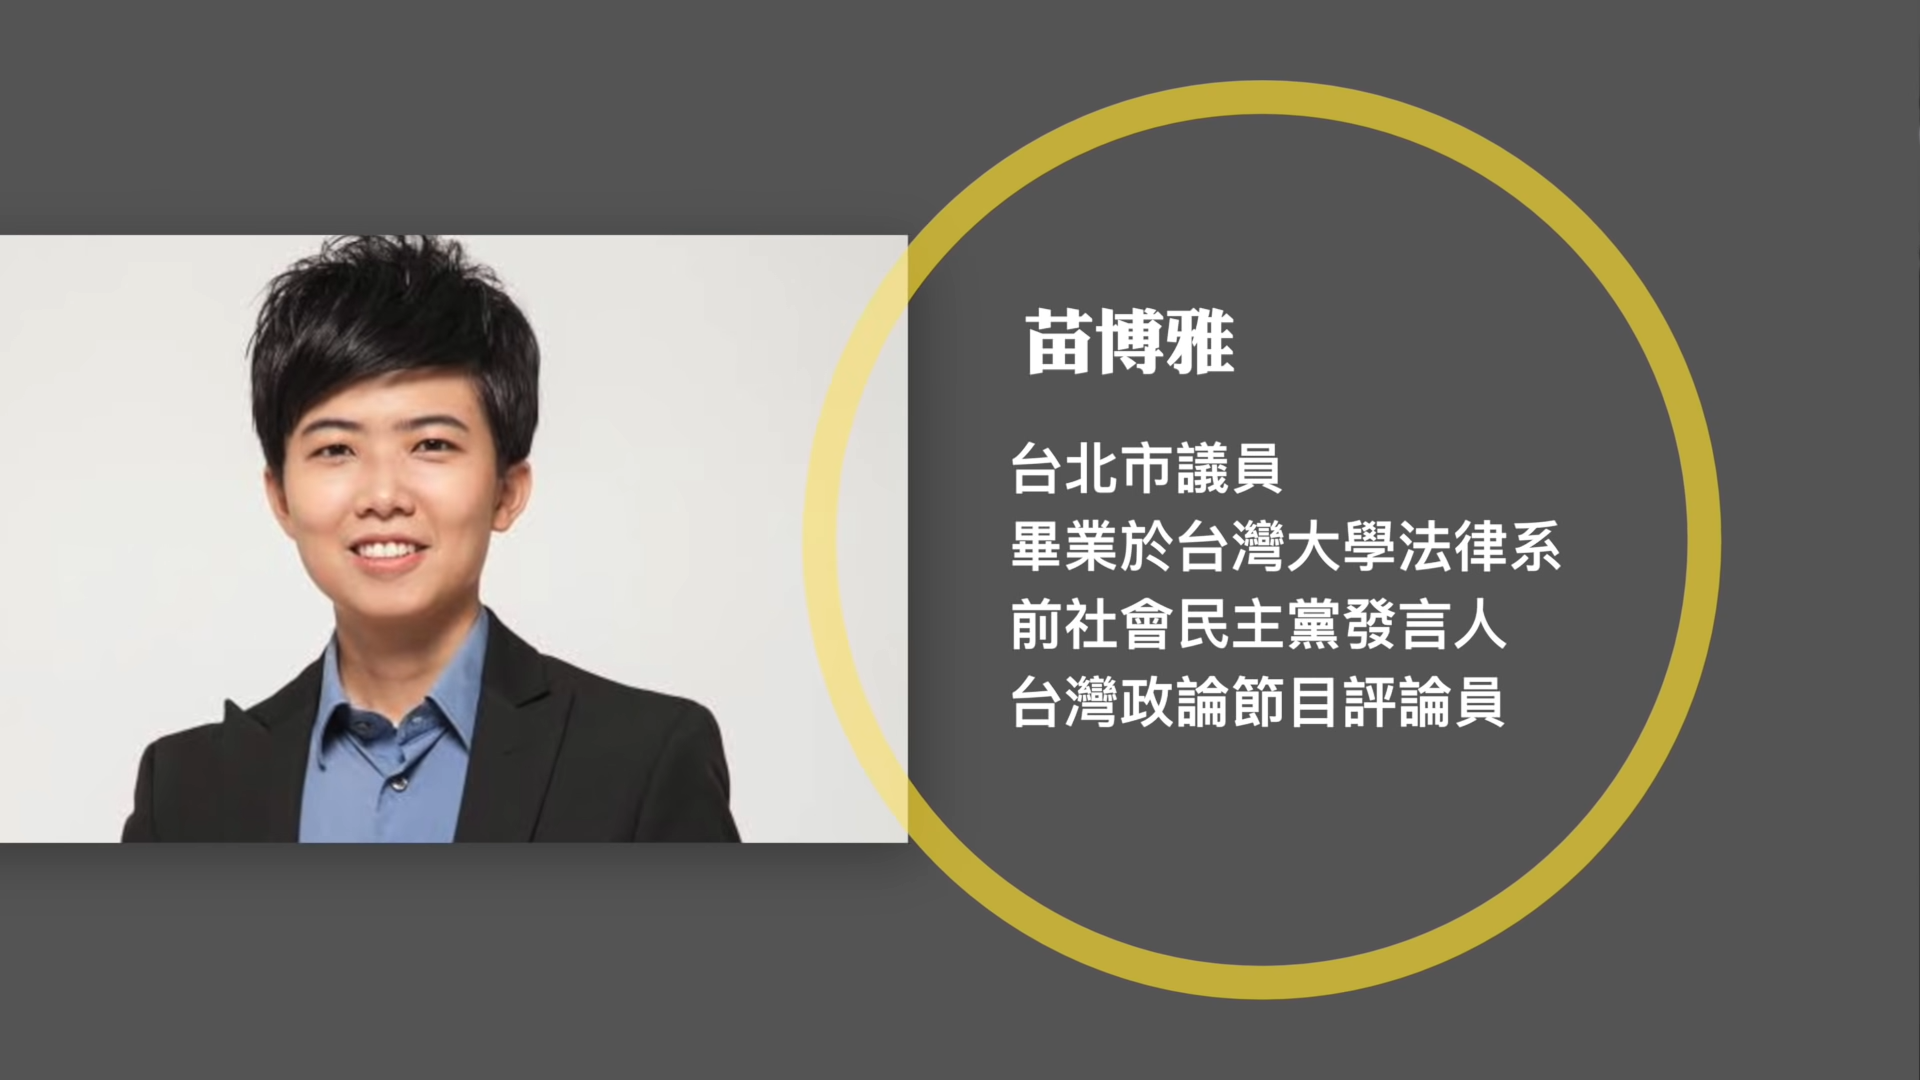 苗博雅
台北市議員
畢業於台灣大學法律系
前社會民主黨發言人
台灣政論節目評論員